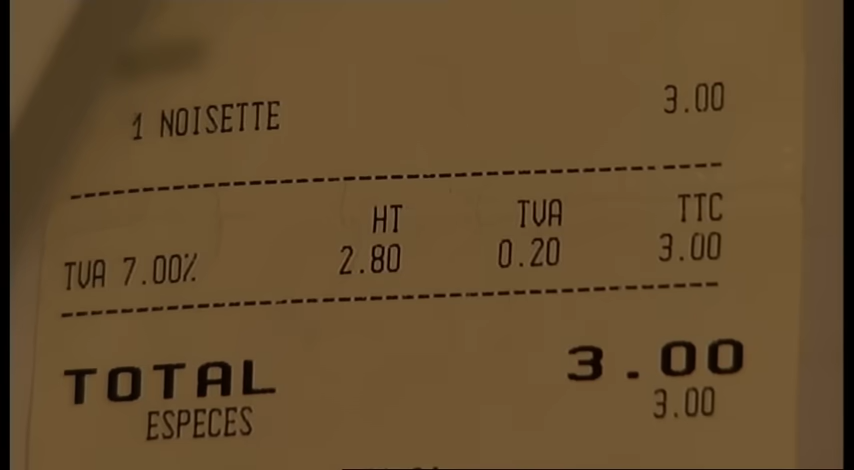 1 NOISETTE 3.00
HT TVA TTC
TVA 7.00% 2.80 0.20 3.00
TOTAL 3.00
ESPECES 3.00